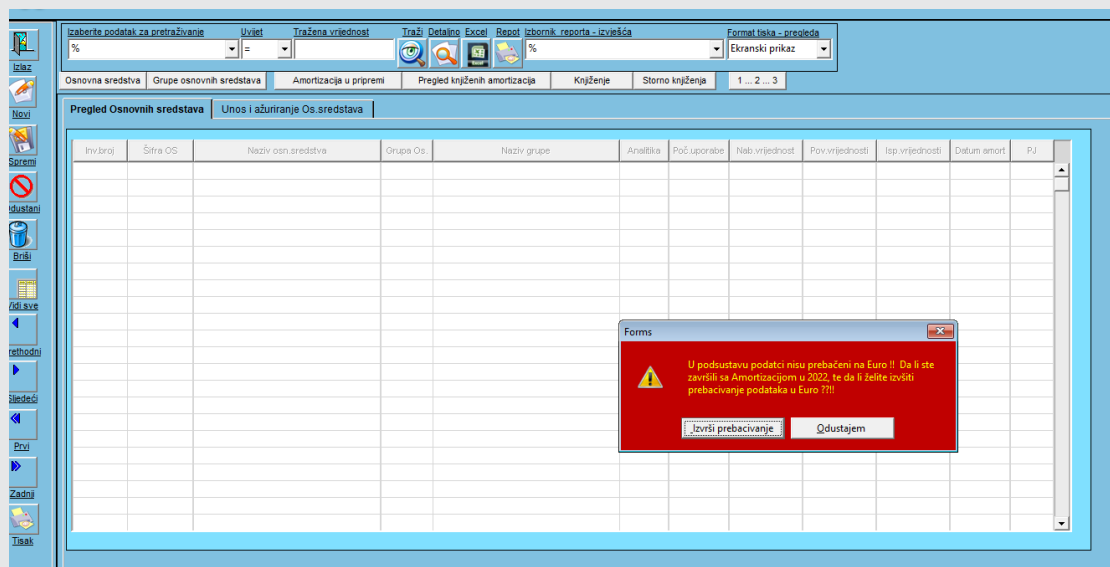 Izaberite podatak za pretraživanje Uvijet Tražena vrijednost Traži Detaljno Excel Repot Izbornik reporta - izvješća Format tiska - pregleda
% = % Ekranski prikaz
Osnovna sredstva Grupe osnovnih sredstava Amortizacija u pripremi Pregled knjiženih amortizacija Knjiženje Storno knjiženja 1 ... 2 ... 3
Pregled Osnovnih sredstava Unos i ažuriranje Os.sredstava
Inv.broj Šifra OS Naziv osn.sredstva Grupa Os. Naziv grupe Analitika Poč.uporabe Nab.vrijednost Pov.vrijednosti Isp.vrijednosti Datum amort PJ
Izlaz
Novi
Spremi
dustani
Briši
Vidi sve
rethodni
Sljedeći
Prvi
Zadnji
Tisak
Forms
U podsustavu podatci nisu prebačeni na Euro !! Da li ste
završili sa Amortizacijom u 2022, te da li želite izvšiti
prebacivanje podataka u Euro ??!!
Izvrši prebacivanje Odustajem